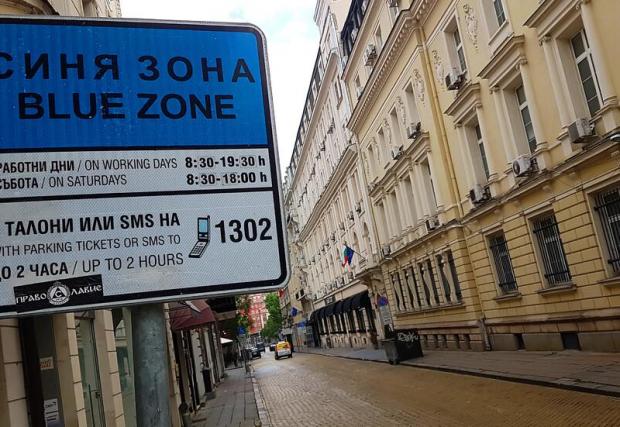 СИНЯ ЗОНА
BLUE ZONE
РАБОТНИ ДНИ / ON WORKING DAYS 8:30-19:30 h
СЪБОТА / ON SATURDAYS 8:30-18:00 h
ТАЛОНИ ИЛИ SMS НА 1302
WITH PARKING TICKETS OR SMS TO
ДО 2 ЧАСА / UP TO 2 HOURS
ПРАВО СЛАВИЕ